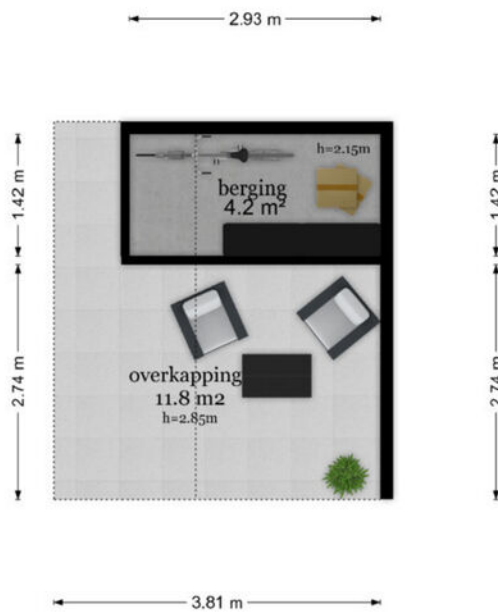 2.93 m
1.42 m
h=2.15m
1.42 m
berging
4.2 m²
2.74 m
2.74 m
overkapping
11.8 m2
h=2.85m
3.81 m